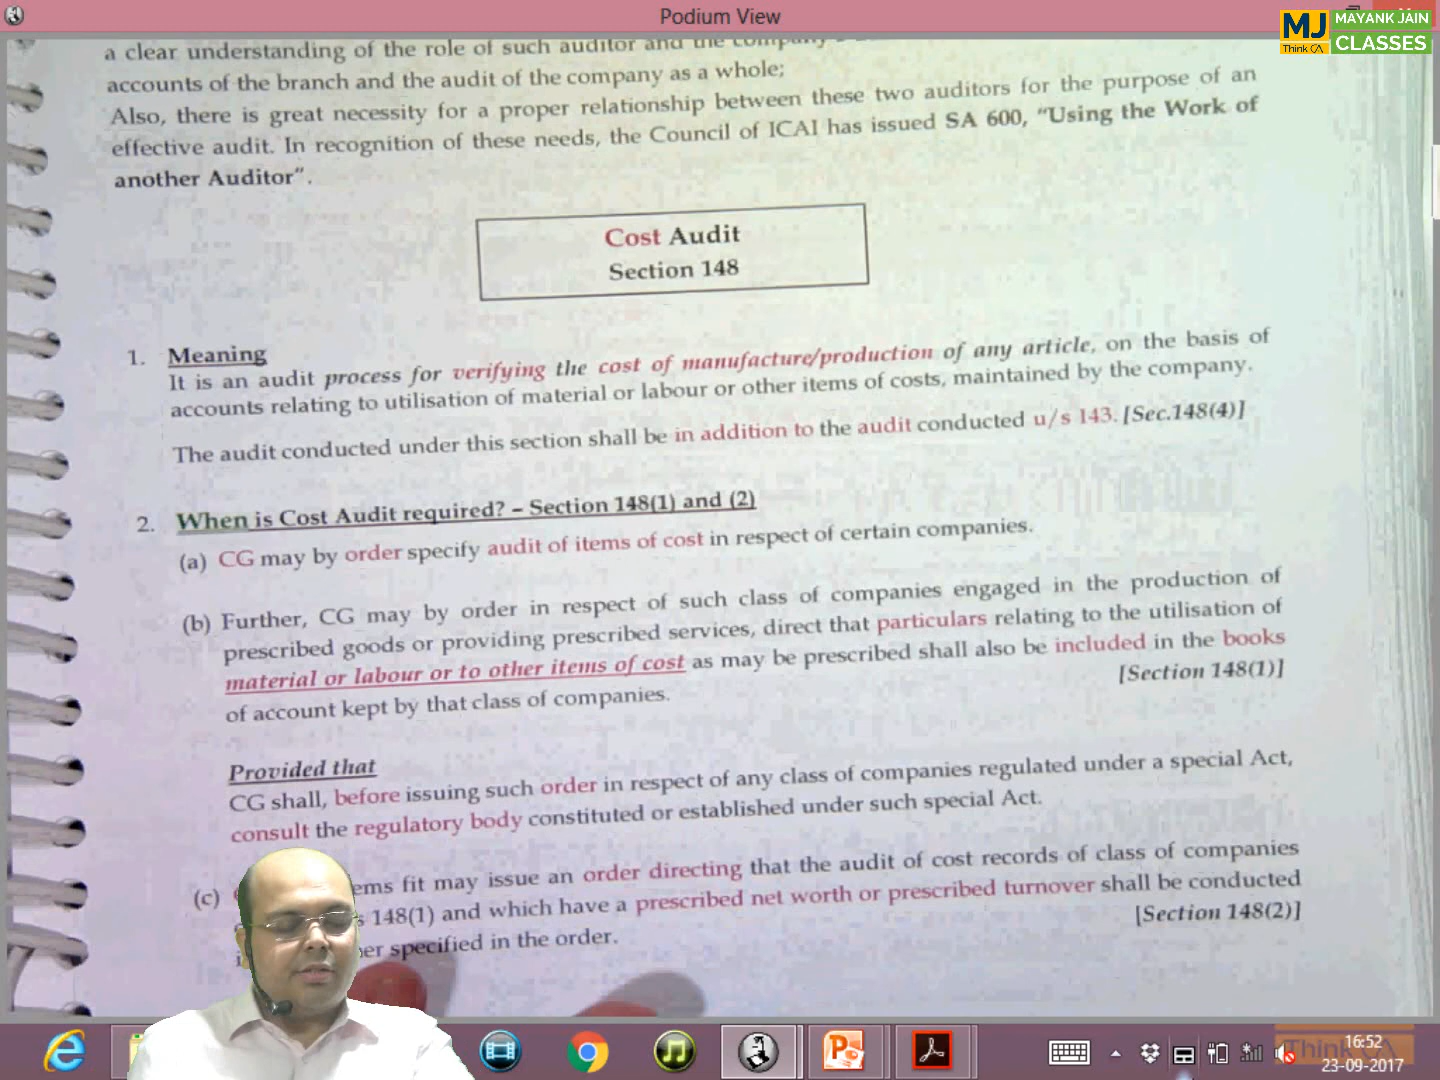 Podium View
MJ
Think CA
MAYANK JAIN
CLASSES
a clear understanding of the role of such auditor and the company
accounts of the branch and the audit of the company as a whole;
Also, there is great necessity for a proper relationship between these two auditors for the purpose of an
effective audit. In recognition of these needs, the Council of ICAI has issued SA 600, “Using the Work of
another Auditor”.
Cost Audit
Section 148
1. Meaning
It is an audit process for verifying the cost of manufacture/production of any article, on the basis of
accounts relating to utilisation of material or labour or other items of costs, maintained by the company.
The audit conducted under this section shall be in addition to the audit conducted u/s 143. [Sec.148(4)]
2. When is Cost Audit required? – Section 148(1) and (2)
(a) CG may by order specify audit of items of cost in respect of certain companies.
(b) Further, CG may by order in respect of such class of companies engaged in the production of
prescribed goods or providing prescribed services, direct that particulars relating to the utilisation of
material or labour or to other items of cost as may be prescribed shall also be included in the books
of account kept by that class of companies. [Section 148(1)]
Provided that
CG shall, before issuing such order in respect of any class of companies regulated under a special Act,
consult the regulatory body constituted or established under such special Act.
(c) fit may issue an order directing that the audit of cost records of class of companies
148(1) and which have a prescribed net worth or prescribed turnover shall be conducted
specified in the order. [Section 148(2)]
Think CA
16:52
23-09-2017